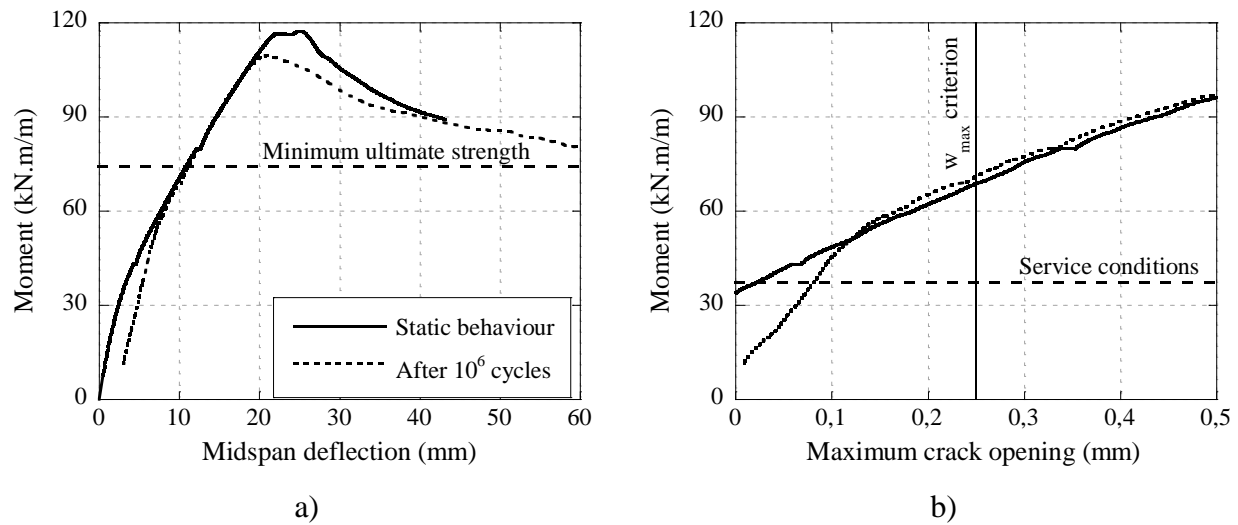 120
90
60
30
0
Moment (kN.m/m)
Minimum ultimate strength
Static behaviour
After 10⁶ cycles
0 10 20 30 40 50 60
Midspan deflection (mm)
a)
120
90
60
30
0
Moment (kN.m/m)
w_max criterion
Service conditions
0 0,1 0,2 0,3 0,4 0,5
Maximum crack opening (mm)
b)